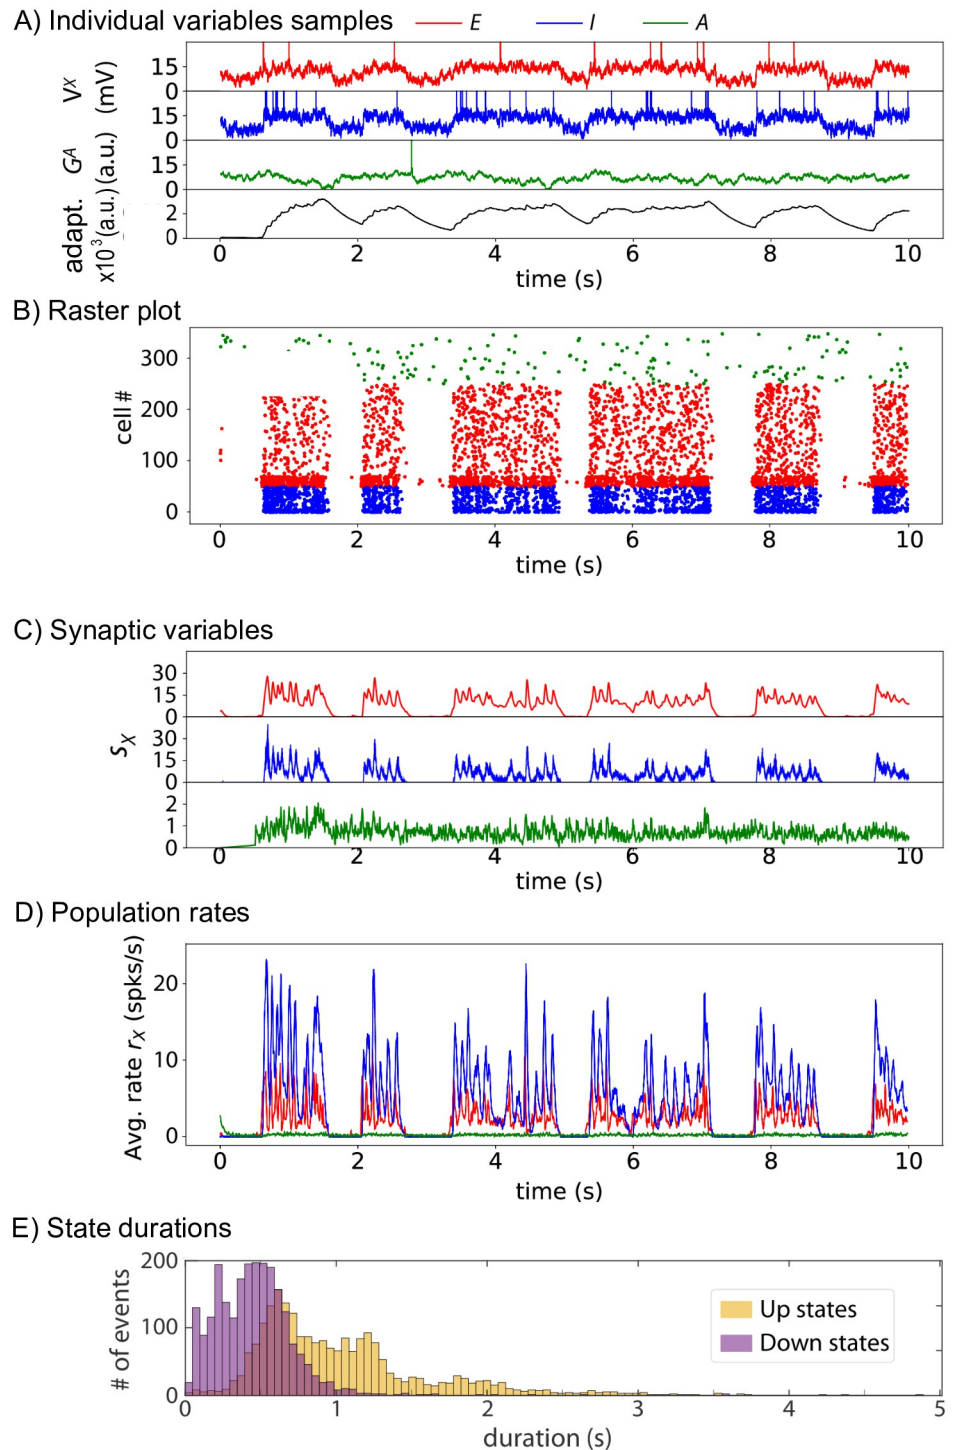 A) Individual variables samples E I A
V^X (mV)
15
0
15
0
G^A (a.u.)
15
0
adapt. x10^3 (a.u.)
2
0
0 2 4 6 8 10
time (s)
B) Raster plot
cell #
300
200
100
0
0 2 4 6 8 10
time (s)
C) Synaptic variables
S_X
30
15
0
30
15
0
2
1
0
0 2 4 6 8 10
time (s)
D) Population rates
Avg. rate r_X (spks/s)
20
10
0
0 2 4 6 8 10
time (s)
E) State durations
# of events
200
100
0
Up states
Down states
0 1 2 3 4 5
duration (s)